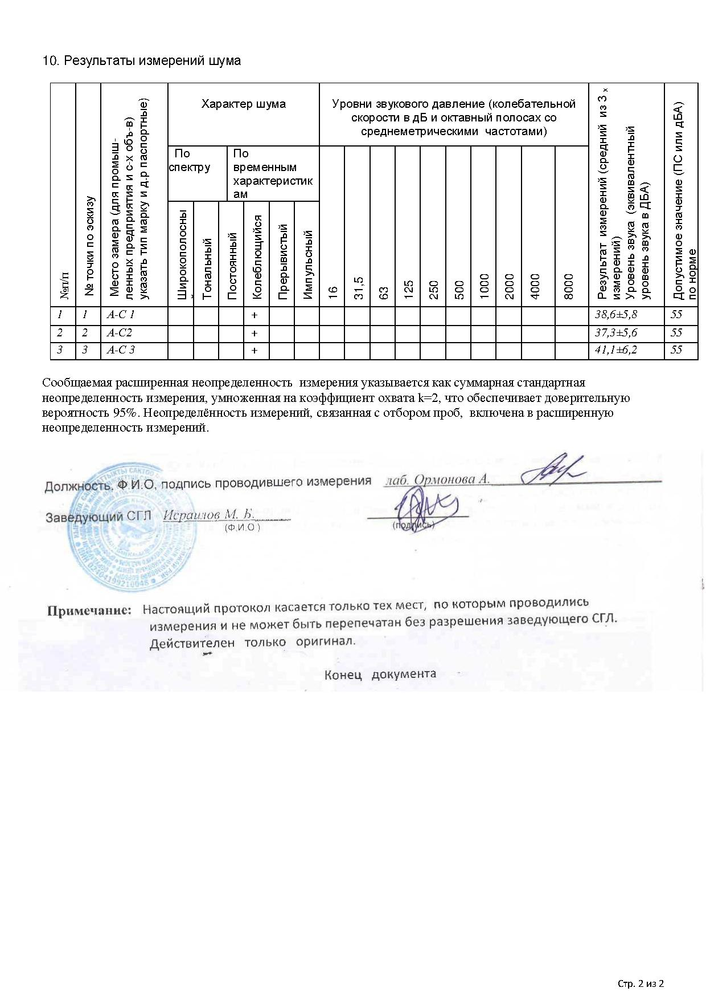 10. Результаты измерений шума
№п/п
№ точки по эскизу
Место замера (для промыш-
ленных предприятия и с-х объ-в)
указать тип марку и д.р паспортные)
Характер шума
По
спектру
По
временным
характеристик
ам
Широкополосны
Тональный
Постоянный
Колеблющийся
Прерывистый
Импульсный
Уровни звукового давление (колебательной
скорости в дБ и октавный полосах со
среднеметрическими частотами)
16
31,5
63
125
250
500
1000
2000
4000
8000
Результат измерений (средний из 3 х
измерений)
Уровень звука (эквивалентный
уровень звука в ДБА)
Допустимое значение (ПС или дБА)
по норме
1 1 А-С 1 + 38,6±5,8 55
2 2 А-С2 + 37,3±5,6 55
3 3 А-С 3 + 41,1±6,2 55
Сообщаемая расширенная неопределенность измерения указывается как суммарная стандартная
неопределенность измерения, умноженная на коэффициент охвата k=2, что обеспечивает доверительную
вероятность 95%. Неопределённость измерений, связанная с отбором проб, включена в расширенную
неопределенность измерений.
Должность, Ф.И.О, подпись проводившего измерения лаб. Ормонова А.
Заведующий СГЛ Исраилов М. Б.
(Ф.И.О) (подпись)
Примечание: Настоящий протокол касается только тех мест, по которым проводились
измерения и не может быть перепечатан без разрешения заведующего СГЛ.
Действителен только оригинал.
Конец документа
Стр. 2 из 2